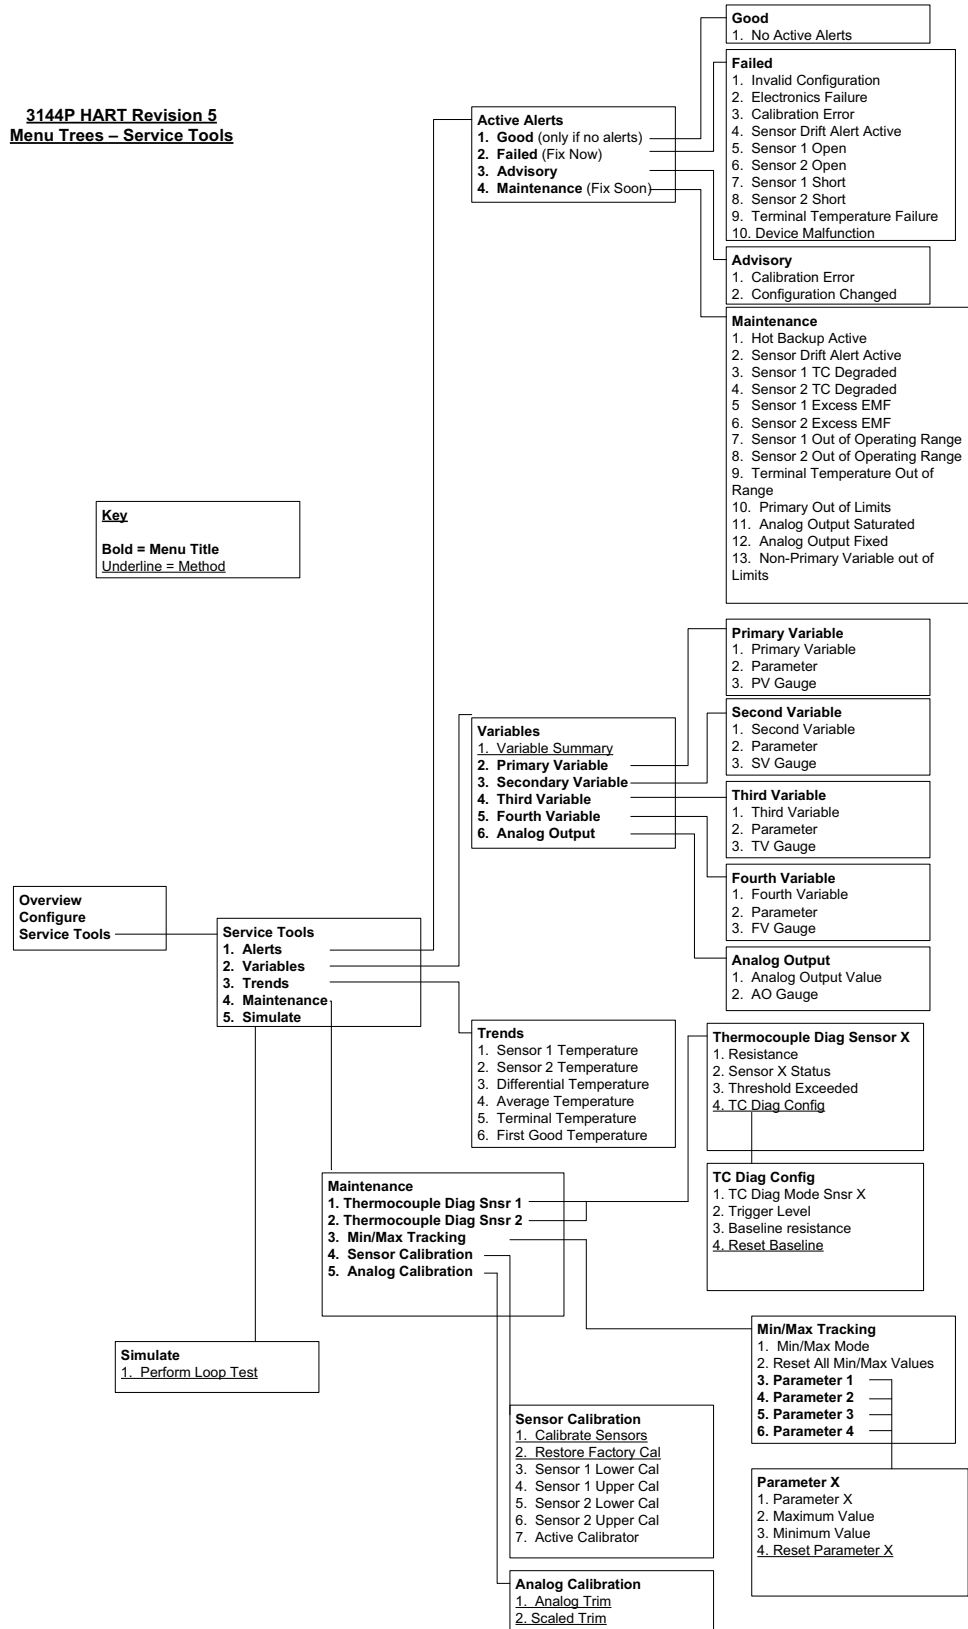 3144P HART Revision 5
Menu Trees – Service Tools
Good
1. No Active Alerts
Failed
1. Invalid Configuration
2. Electronics Failure
3. Calibration Error
4. Sensor Drift Alert Active
5. Sensor 1 Open
6. Sensor 2 Open
7. Sensor 1 Short
8. Sensor 2 Short
9. Terminal Temperature Failure
10. Device Malfunction
Active Alerts
1. Good (only if no alerts)
2. Failed (Fix Now)
3. Advisory
4. Maintenance (Fix Soon)
Advisory
1. Calibration Error
2. Configuration Changed
Maintenance
1. Hot Backup Active
2. Sensor Drift Alert Active
3. Sensor 1 TC Degraded
4. Sensor 2 TC Degraded
5 Sensor 1 Excess EMF
6. Sensor 2 Excess EMF
7. Sensor 1 Out of Operating Range
8. Sensor 2 Out of Operating Range
9. Terminal Temperature Out of
Range
10. Primary Out of Limits
11. Analog Output Saturated
12. Analog Output Fixed
13. Non-Primary Variable out of
Limits
Key
Bold = Menu Title
Underline = Method
Primary Variable
1. Primary Variable
2. Parameter
3. PV Gauge
Second Variable
1. Second Variable
2. Parameter
3. SV Gauge
Variables
1. Variable Summary
2. Primary Variable
3. Secondary Variable
4. Third Variable
5. Fourth Variable
6. Analog Output
Third Variable
1. Third Variable
2. Parameter
3. TV Gauge
Fourth Variable
1. Fourth Variable
2. Parameter
3. FV Gauge
Analog Output
1. Analog Output Value
2. AO Gauge
Overview
Configure
Service Tools
Service Tools
1. Alerts
2. Variables
3. Trends
4. Maintenance
5. Simulate
Trends
1. Sensor 1 Temperature
2. Sensor 2 Temperature
3. Differential Temperature
4. Average Temperature
5. Terminal Temperature
6. First Good Temperature
Thermocouple Diag Sensor X
1. Resistance
2. Sensor X Status
3. Threshold Exceeded
4. TC Diag Config
TC Diag Config
1. TC Diag Mode Snsr X
2. Trigger Level
3. Baseline resistance
4. Reset Baseline
Maintenance
1. Thermocouple Diag Snsr 1
2. Thermocouple Diag Snsr 2
3. Min/Max Tracking
4. Sensor Calibration
5. Analog Calibration
Simulate
1. Perform Loop Test
Min/Max Tracking
1. Min/Max Mode
2. Reset All Min/Max Values
3. Parameter 1
4. Parameter 2
5. Parameter 3
6. Parameter 4
Sensor Calibration
1. Calibrate Sensors
2. Restore Factory Cal
3. Sensor 1 Lower Cal
4. Sensor 1 Upper Cal
5. Sensor 2 Lower Cal
6. Sensor 2 Upper Cal
7. Active Calibrator
Parameter X
1. Parameter X
2. Maximum Value
3. Minimum Value
4. Reset Parameter X
Analog Calibration
1. Analog Trim
2. Scaled Trim